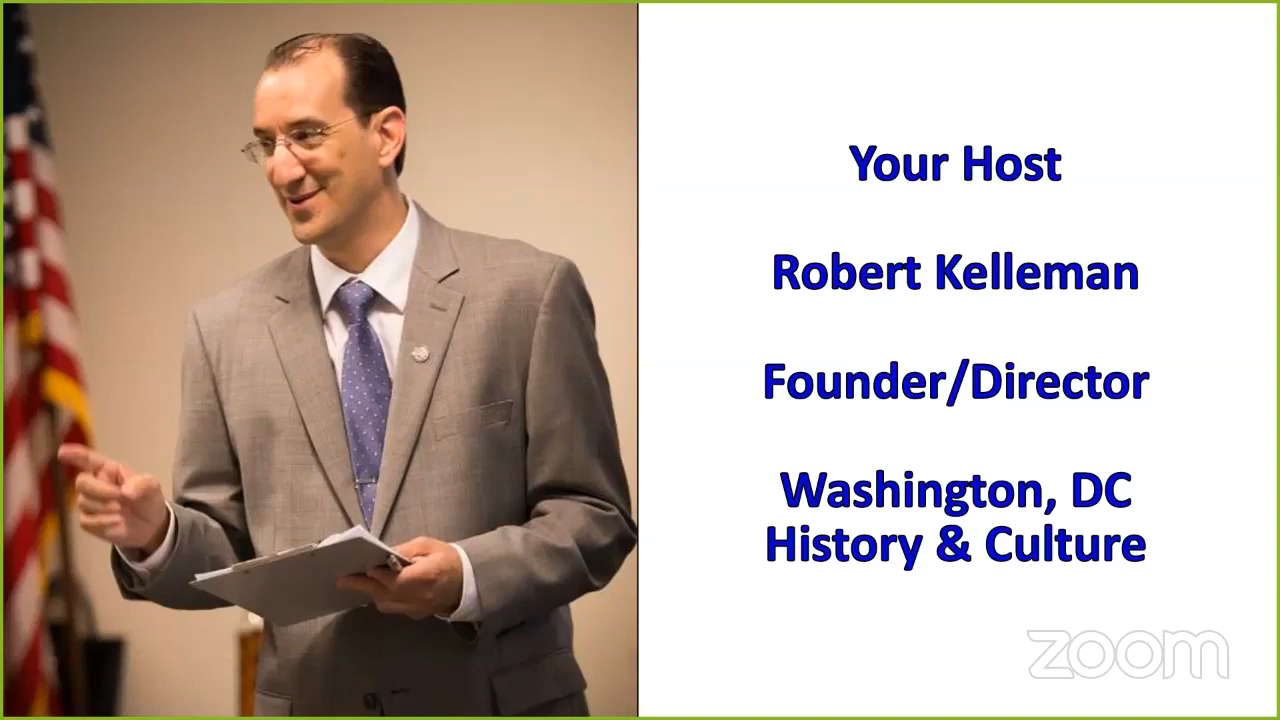 Your Host
Robert Kelleman
Founder/Director
Washington, DC
History & Culture
zoom